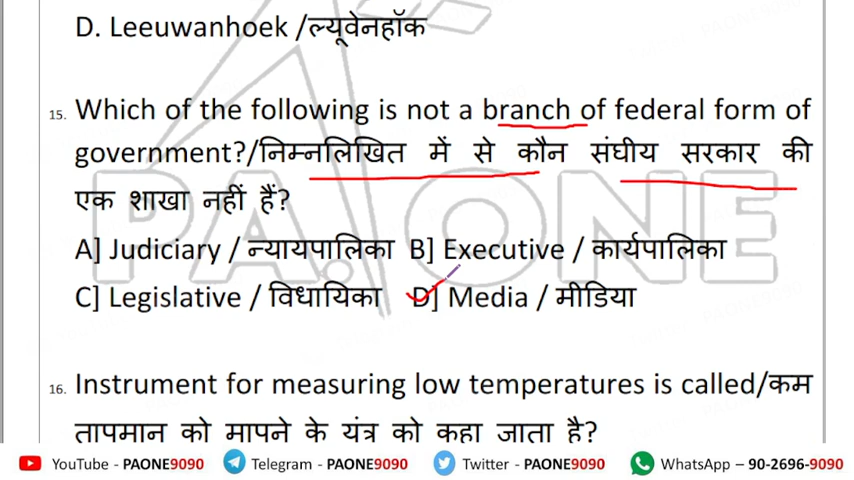 D. Leeuwanhoek /ल्यूवेनहॉक
15. Which of the following is not a branch of federal form of
government?/निम्नलिखित में से कौन संघीय सरकार की
एक शाखा नहीं हैं?
A] Judiciary / न्यायपालिका B] Executive / कार्यपालिका
C] Legislative / विधायिका D] Media / मीडिया
16. Instrument for measuring low temperatures is called/कम
तापमान को मापने के यंत्र को कहा जाता है?
PA.ONE
YouTube - PAONE9090 Telegram - PAONE9090 Twitter - PAONE9090 WhatsApp – 90-2696-9090